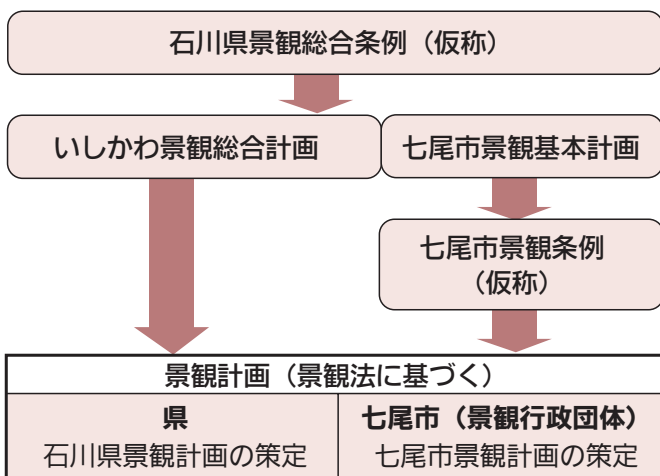 石川県景観総合条例（仮称）
いしかわ景観総合計画
七尾市景観基本計画
七尾市景観条例
（仮称）
景観計画（景観法に基づく）
県
石川県景観計画の策定
七尾市（景観行政団体）
七尾市景観計画の策定